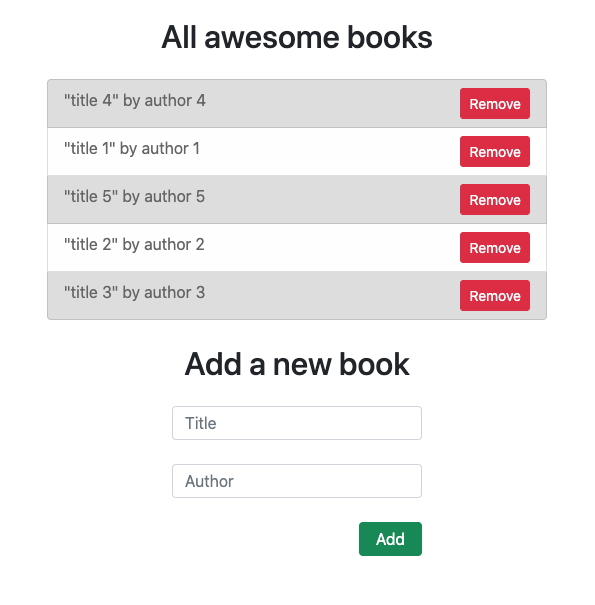 All awesome books
"title 4" by author 4 Remove
"title 1" by author 1 Remove
"title 5" by author 5 Remove
"title 2" by author 2 Remove
"title 3" by author 3 Remove
Add a new book
Title
Author
Add